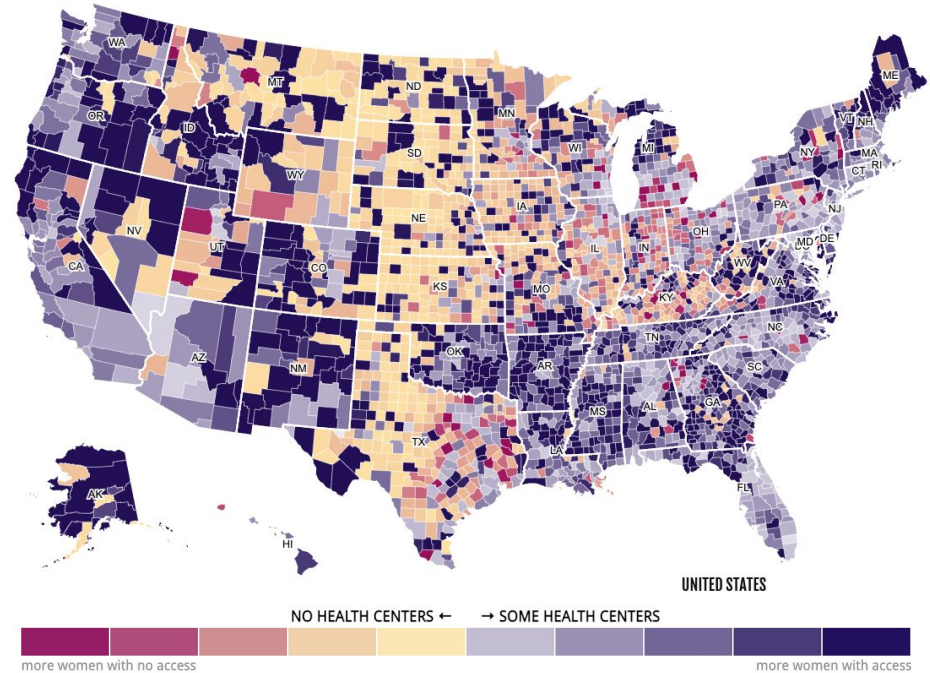 WA
MT
ND
MN
ME
OR
ID
SD
WI
MI
VT
NH
NY
MA
WY
CT
RI
IA
PA
NJ
NE
NV
UT
IL
IN
OH
MD
DE
CA
CO
KS
MO
WV
VA
KY
AZ
NM
OK
AR
TN
NC
SC
MS
AL
GA
TX
LA
FL
AK
HI
UNITED STATES
NO HEALTH CENTERS ← → SOME HEALTH CENTERS
more women with no access more women with access